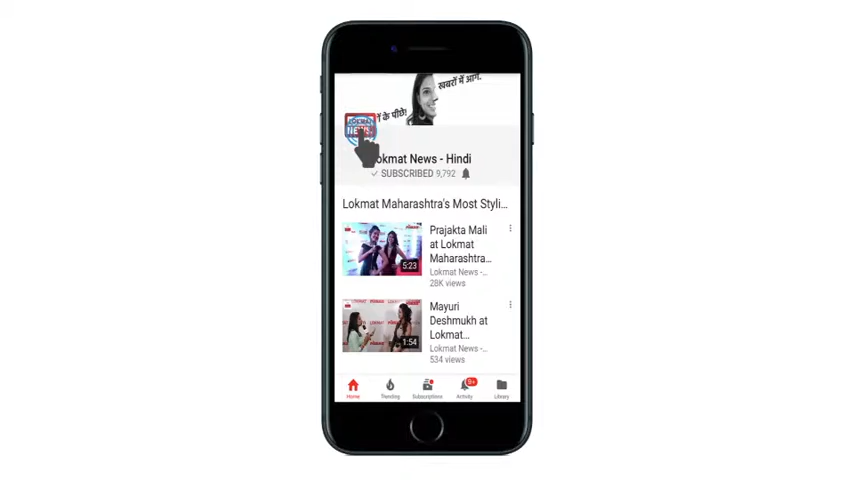 खबरों में आगे.
के पीछे!
LOKMAT
NEWS
okmat News - Hindi
SUBSCRIBED 9,792
Lokmat Maharashtra's Most Styli...
Prajakta Mali
at Lokmat
Maharashtra...
Lokmat News -...
28K views
5:23
Mayuri
Deshmukh at
Lokmat...
Lokmat News -...
534 views
1:54
9+
Home
Trending
Subscriptions
Activity
Library